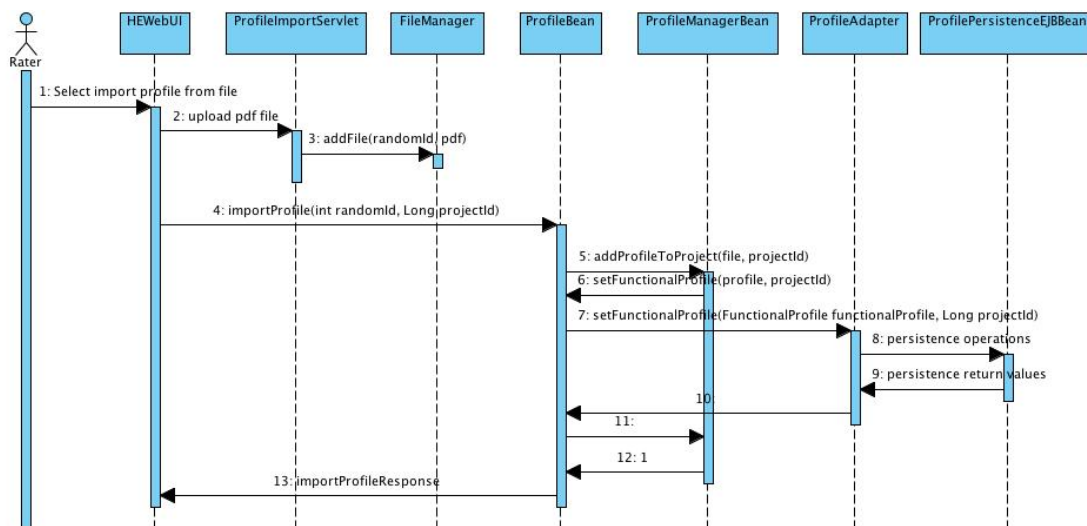 HEWebUI
ProfileImportServlet
FileManager
ProfileBean
ProfileManagerBean
ProfileAdapter
ProfilePersistenceEJBBean
Rater
1: Select import profile from file
2: upload pdf file
3: addFile(randomId, pdf)
4: importProfile(int randomId, Long projectId)
5: addProfileToProject(file, projectId)
6: setFunctionalProfile(profile, projectId)
7: setFunctionalProfile(FunctionalProfile functionalProfile, Long projectId)
8: persistence operations
9: persistence return values
10:
11:
12: 1
13: importProfileResponse